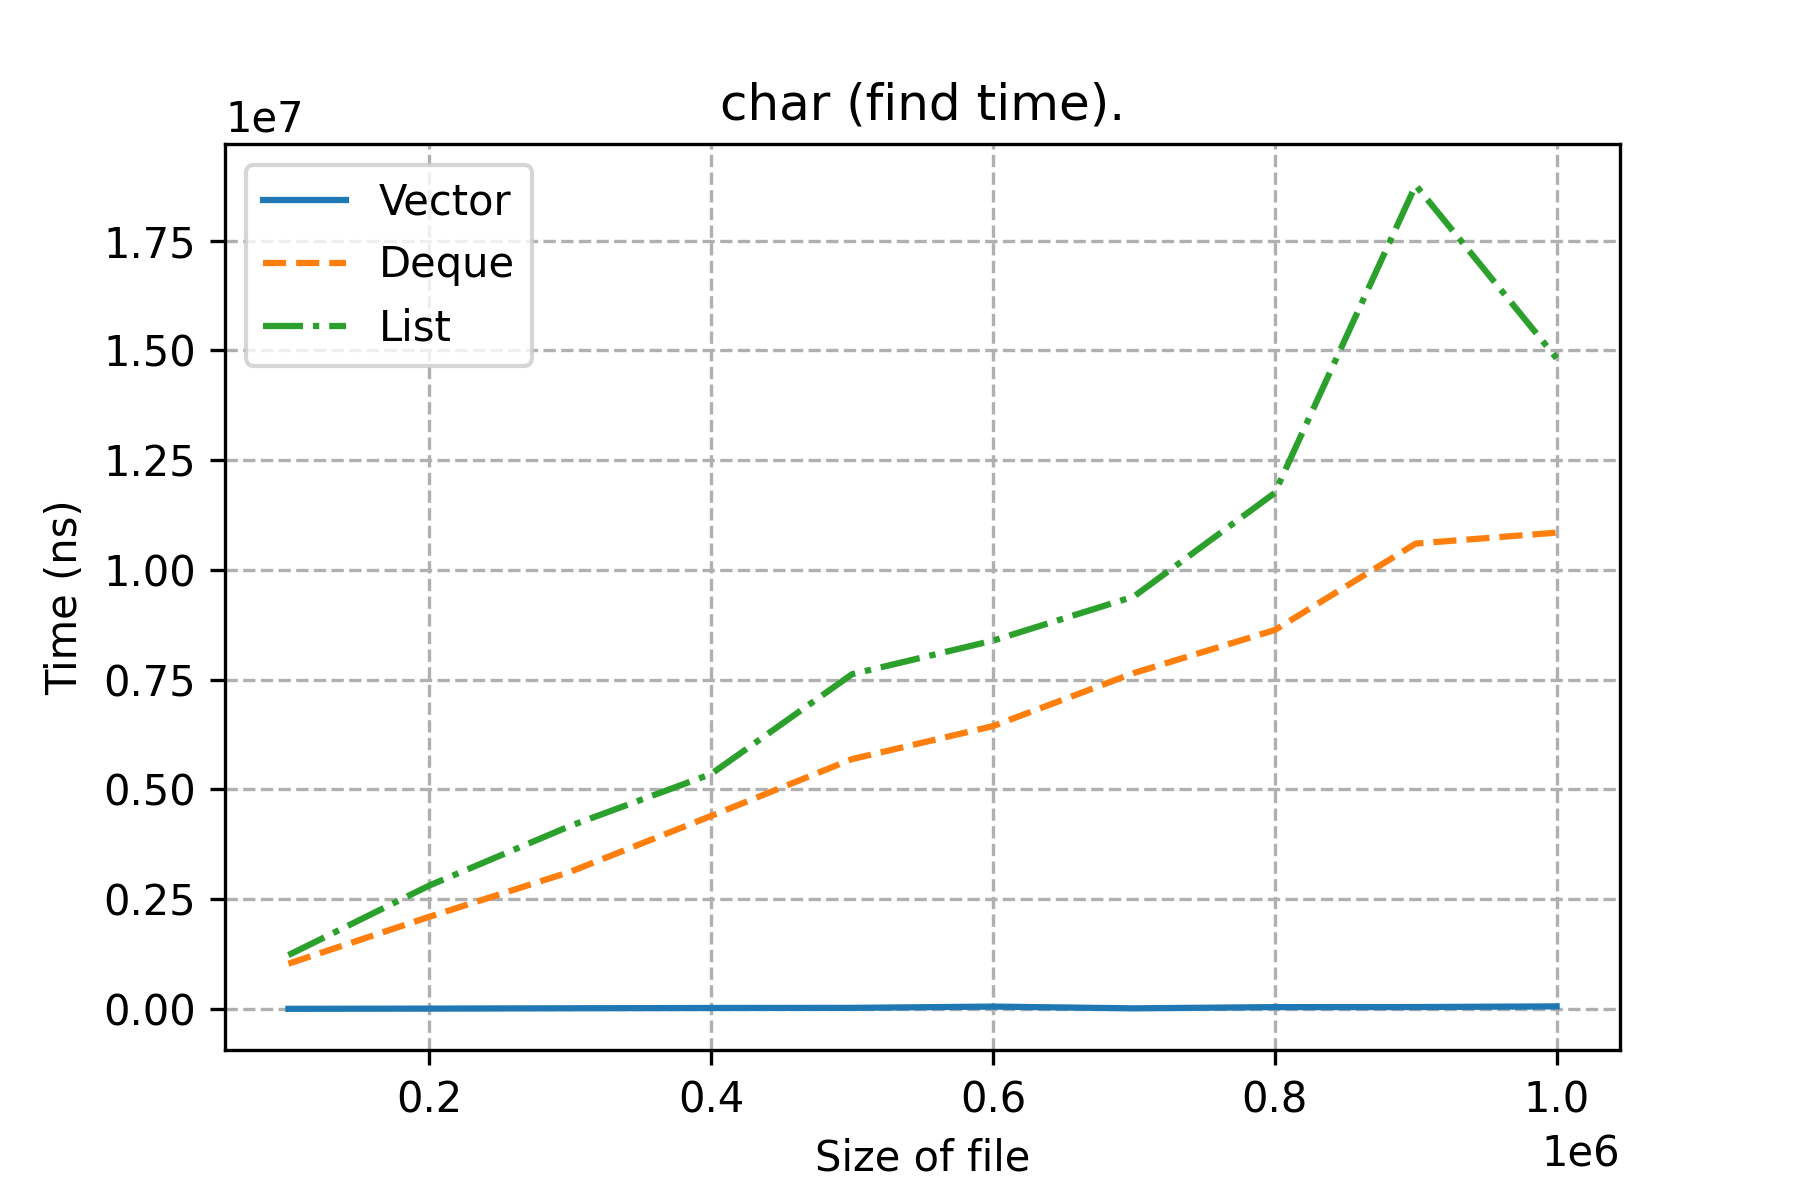 char (find time).
1e7
Vector
Deque
List
1.75
1.50
1.25
1.00
0.75
0.50
0.25
0.00
Time (ns)
0.2 0.4 0.6 0.8 1.0
1e6
Size of file